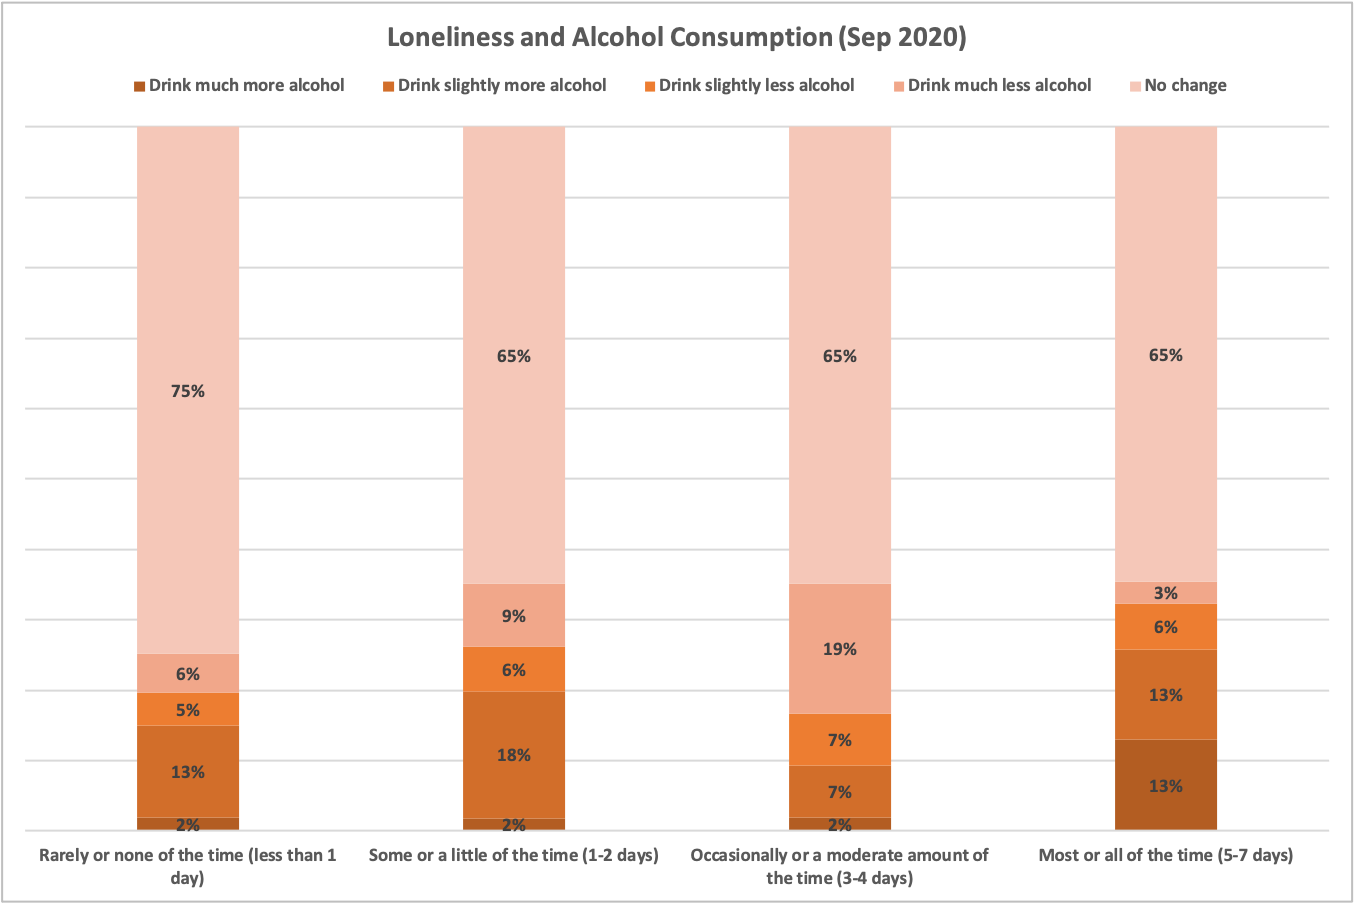 Loneliness and Alcohol Consumption (Sep 2020)
Drink much more alcohol Drink slightly more alcohol Drink slightly less alcohol Drink much less alcohol No change
75% 65% 65% 65%
6% 9% 19% 3%
5% 6% 7% 6%
13% 18% 7% 13%
2% 2% 2% 13%
Rarely or none of the time (less than 1 day)
Some or a little of the time (1-2 days)
Occasionally or a moderate amount of
the time (3-4 days)
Most or all of the time (5-7 days)